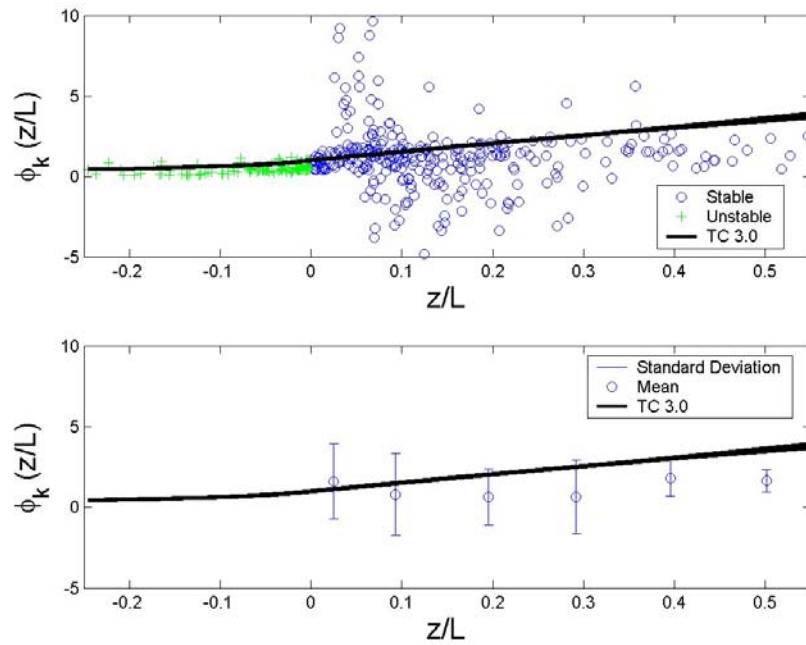 10
5
0
-5
ϕk (z/L)
Stable
Unstable
TC 3.0
-0.2 -0.1 0 0.1 0.2 0.3 0.4 0.5
z/L
10
5
0
-5
ϕk (z/L)
Standard Deviation
Mean
TC 3.0
-0.2 -0.1 0 0.1 0.2 0.3 0.4 0.5
z/L